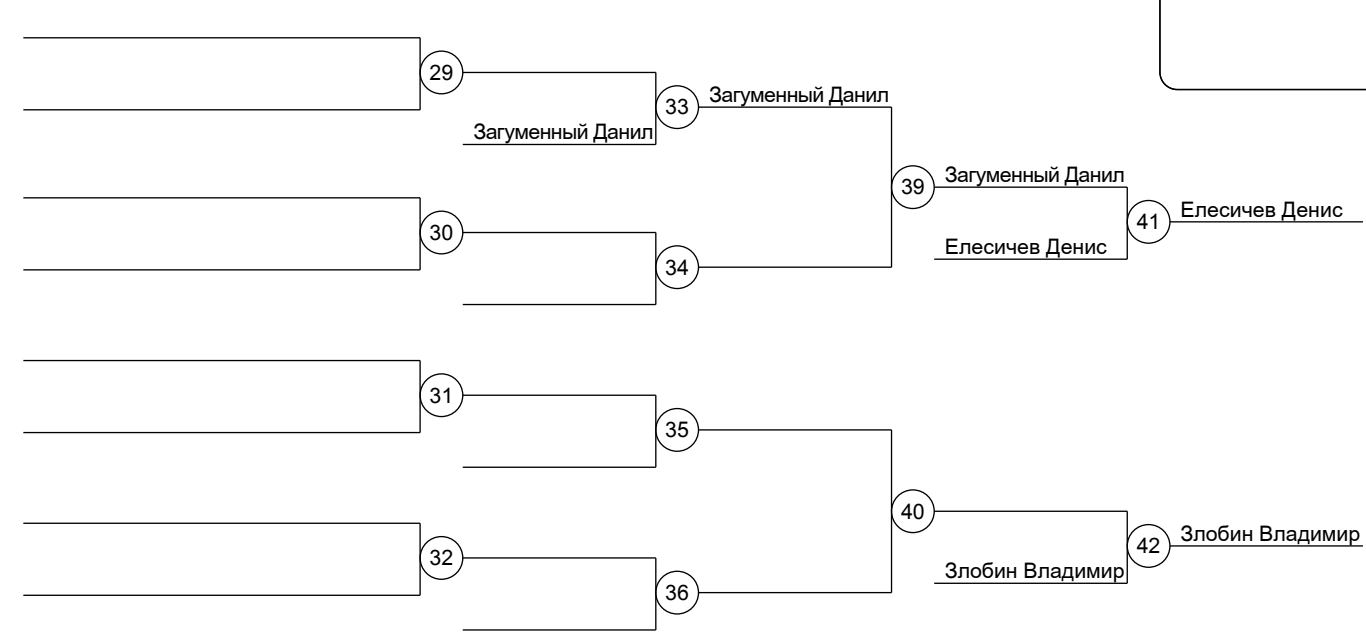 29
33
Загуменный Данил
Загуменный Данил
39
Загуменный Данил
30
41
Елесичев Денис
Елесичев Денис
34
31
35
40
42
Злобин Владимир
32
Злобин Владимир
36